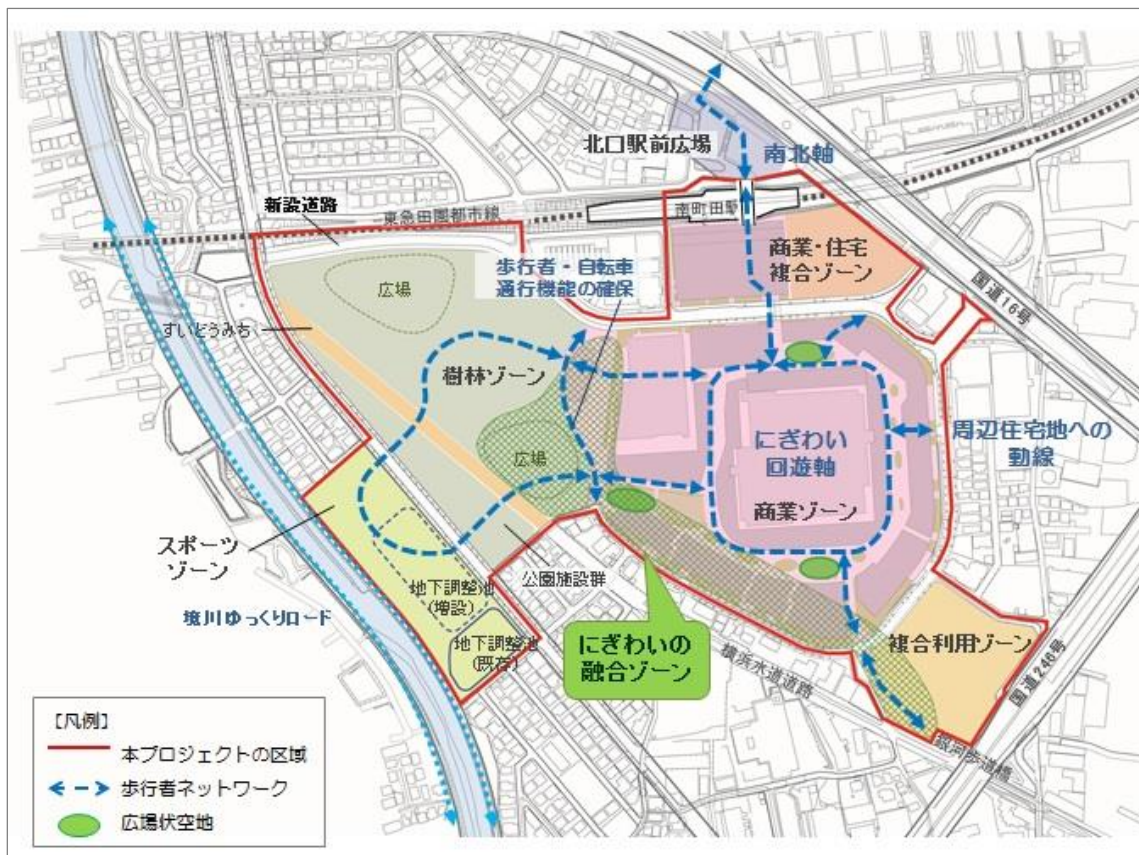 北口駅前広場
南北軸
新設道路
東急田園都市線
南町田駅
商業・住宅
複合ゾーン
歩行者・自転車
通行機能の確保
国道16号
広場
すいどうみち
樹林ゾーン
広場
にぎわい
回遊軸
商業ゾーン
周辺住宅地への
動線
スポーツ
ゾーン
公園施設群
地下調整池
(増設)
境川ゆっくりロード
地下調整池
(既存)
にぎわいの
融合ゾーン
複合利用ゾーン
横浜水道道路
国道246号
銀河歩道橋
【凡例】
本プロジェクトの区域
歩行者ネットワーク
広場状空地